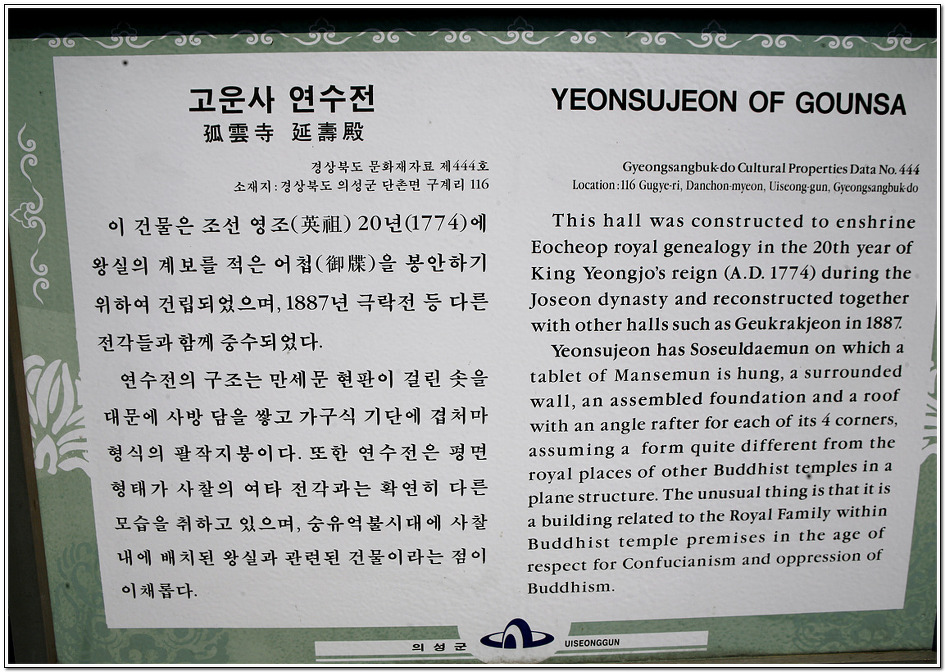 고운사 연수전
孤雲寺 延壽殿
경상북도 문화재자료 제444호
소재지:경상북도 의성군 단촌면 구계리 116
이 건물은 조선 영조(英祖) 20년(1774)에
왕실의 계보를 적은 어첩(御牒)을 봉안하기
위하여 건립되었으며, 1887년 극락전 등 다른
전각들과 함께 중수되었다.
연수전의 구조는 만세문 현판이 걸린 솟을
대문에 사방 담을 쌓고 가구식 기단에 겹처마
형식의 팔작지붕이다. 또한 연수전은 평면
형태가 사찰의 여타 전각과는 확연히 다른
모습을 취하고 있으며, 숭유억불시대에 사찰
내에 배치된 왕실과 관련된 건물이라는 점이
이채롭다.
YEONSUJEON OF GOUNSA
Gyeongsangbuk-do Cultural Properties Data No. 444
Location:116 Gugye-ri, Danchon-myeon, Uiseong-gun, Gyeongsangbuk-do
This hall was constructed to enshrine
Eocheop royal genealogy in the 20th year of
King Yeongjo's reign (A.D. 1774) during the
Joseon dynasty and reconstructed together
with other halls such as Geukrakjeon in 1887.
Yeonsujeon has Soseuldaemun on which a
tablet of Mansemun is hung, a surrounded
wall, an assembled foundation and a roof
with an angle rafter for each of its 4 corners,
assuming a form quite different from the
royal places of other Buddhist temples in a
plane structure. The unusual thing is that it is
a building related to the Royal Family within
Buddhist temple premises in the age of
respect for Confucianism and oppression of
Buddhism.
의성군 UISEONGGUN